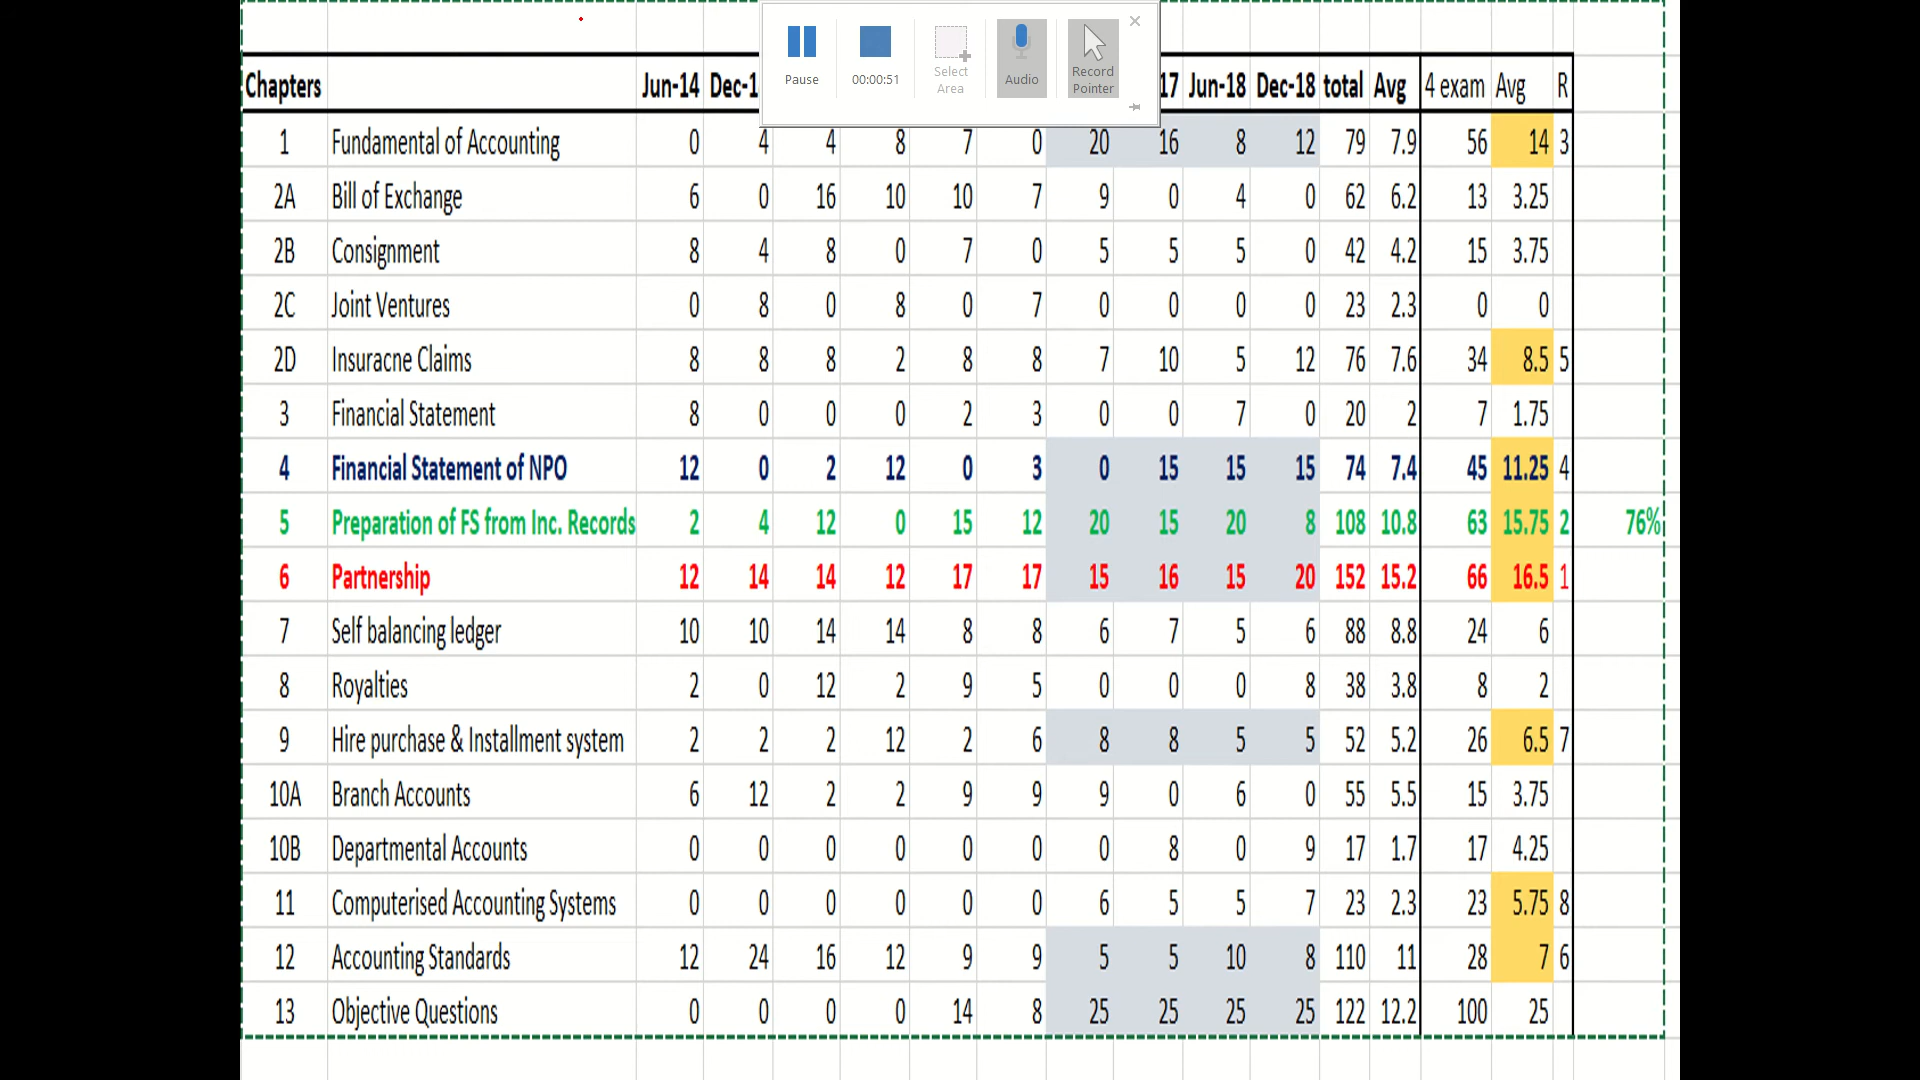 Pause 00:00:51 Select Area Audio Record Pointer
Chapters Jun-14 Dec-1 17 Jun-18 Dec-18 total Avg 4 exam Avg R
1 Fundamental of Accounting 0 4 4 8 7 0 20 16 8 12 79 7.9 56 14 3
2A Bill of Exchange 6 0 16 10 10 7 9 0 4 0 62 6.2 13 3.25
2B Consignment 8 4 8 0 7 0 5 5 5 0 42 4.2 15 3.75
2C Joint Ventures 0 8 0 8 0 7 0 0 0 0 23 2.3 0 0
2D Insuracne Claims 8 8 8 2 8 8 7 10 5 12 76 7.6 34 8.5 5
3 Financial Statement 8 0 0 0 2 3 0 0 7 0 20 2 7 1.75
4 Financial Statement of NPO 12 0 2 12 0 3 0 15 15 15 74 7.4 45 11.25 4
5 Preparation of FS from Inc. Records 2 4 12 0 15 12 20 15 20 8 108 10.8 63 15.75 2 76%
6 Partnership 12 14 14 12 17 17 15 16 15 20 152 15.2 66 16.5 1
7 Self balancing ledger 10 10 14 14 8 8 6 7 5 6 88 8.8 24 6
8 Royalties 2 0 12 2 9 5 0 0 0 8 38 3.8 8 2
9 Hire purchase & Installment system 2 2 2 12 2 6 8 8 5 5 52 5.2 26 6.5 7
10A Branch Accounts 6 12 2 2 9 9 9 0 6 0 55 5.5 15 3.75
10B Departmental Accounts 0 0 0 0 0 0 0 8 0 9 17 1.7 17 4.25
11 Computerised Accounting Systems 0 0 0 0 0 0 6 5 5 7 23 2.3 23 5.75 8
12 Accounting Standards 12 24 16 12 9 9 5 5 10 8 110 11 28 7 6
13 Objective Questions 0 0 0 0 14 8 25 25 25 25 122 12.2 100 25